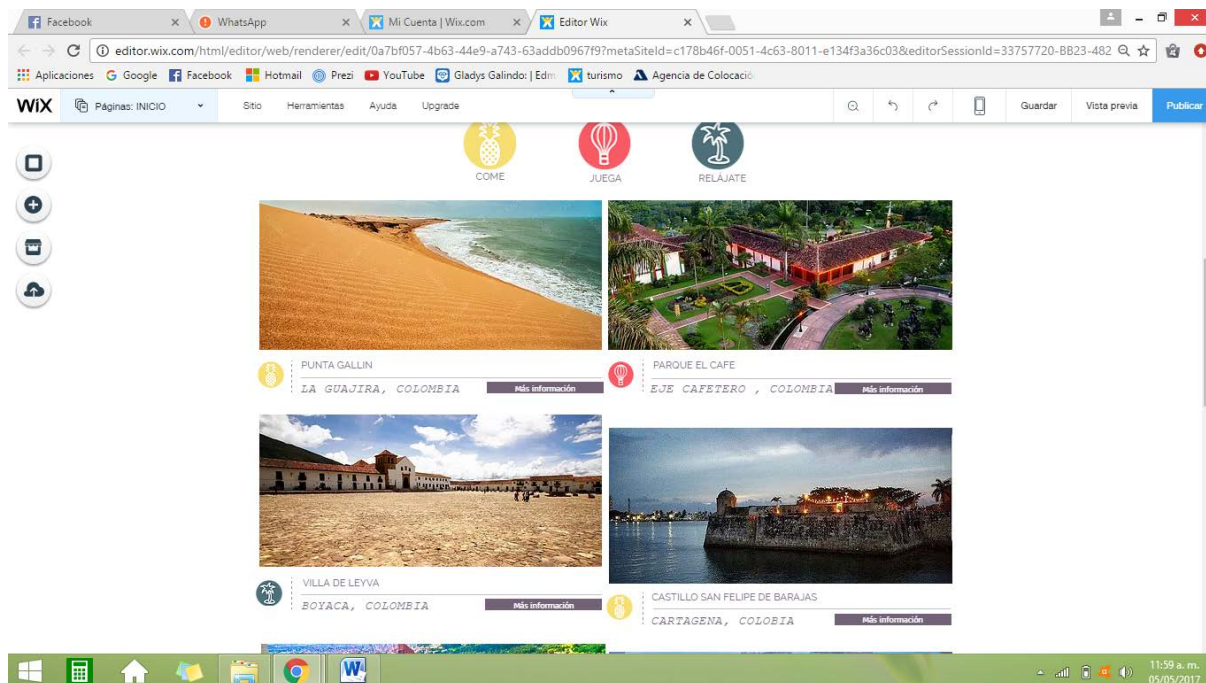 Facebook WhatsApp Mi Cuenta | Wix.com Editor Wix
editor.wix.com/html/editor/web/renderer/edit/0a7bf057-4b63-44e9-a743-63addb0967f9?metaSiteId=c178b46f-0051-4c63-8011-e134f3a36c03&editorSessionId=33757720-BB23-482
Aplicaciones Google Facebook Hotmail Prezi YouTube Gladys Galindo: | Edm turismo Agencia de Colocació
WiX Páginas: INICIO Sitio Herramientas Ayuda Upgrade Guardar Vista previa Publicar
COME JUEGA RELÁJATE
PUNTA GALLIN
LA GUAJIRA, COLOMBIA Más información
PARQUE EL CAFE
EJE CAFETERO , COLOMBIA Más información
VILLA DE LEYVA
BOYACA, COLOMBIA Más información
CASTILLO SAN FELIPE DE BARAJAS
CARTAGENA, COLOBIA Más información
11:59 a. m.
05/05/2017